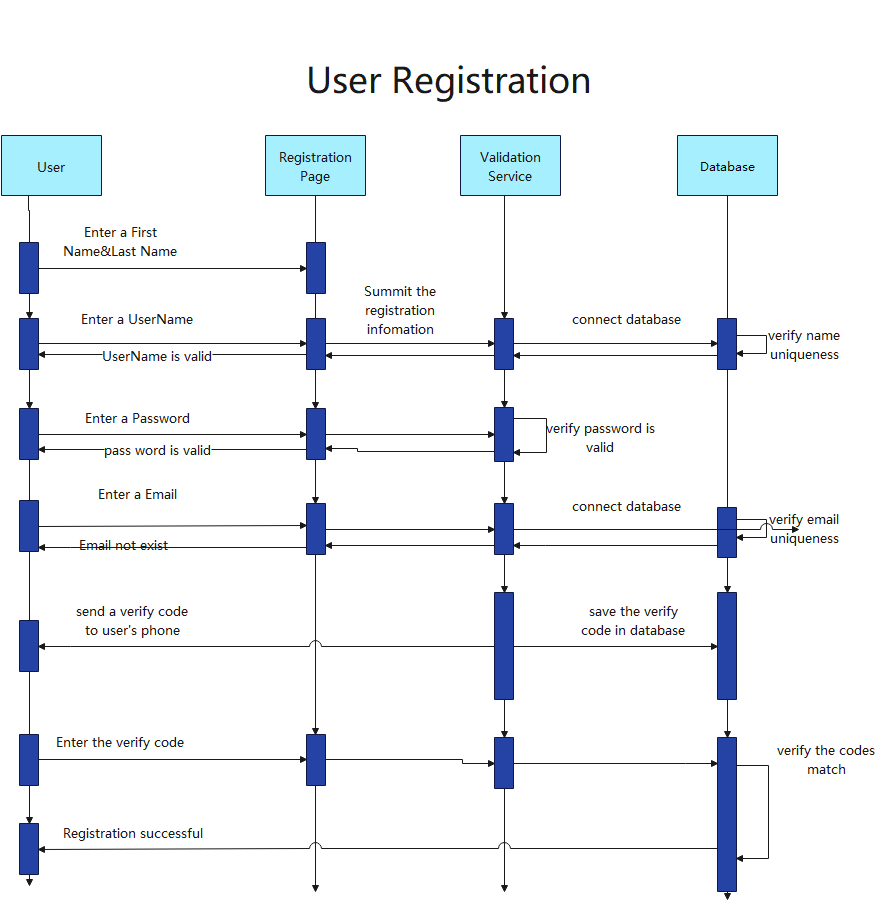 User Registration
User
Registration
Page
Validation
Service
Database
Enter a First
Name&Last Name
Summit the
registration
infomation
Enter a UserName
connect database
verify name
uniqueness
UserName is valid
Enter a Password
verify password is
valid
pass word is valid
Enter a Email
connect database
verify email
uniqueness
Email not exist
send a verify code
to user's phone
save the verify
code in database
Enter the verify code
verify the codes
match
Registration successful